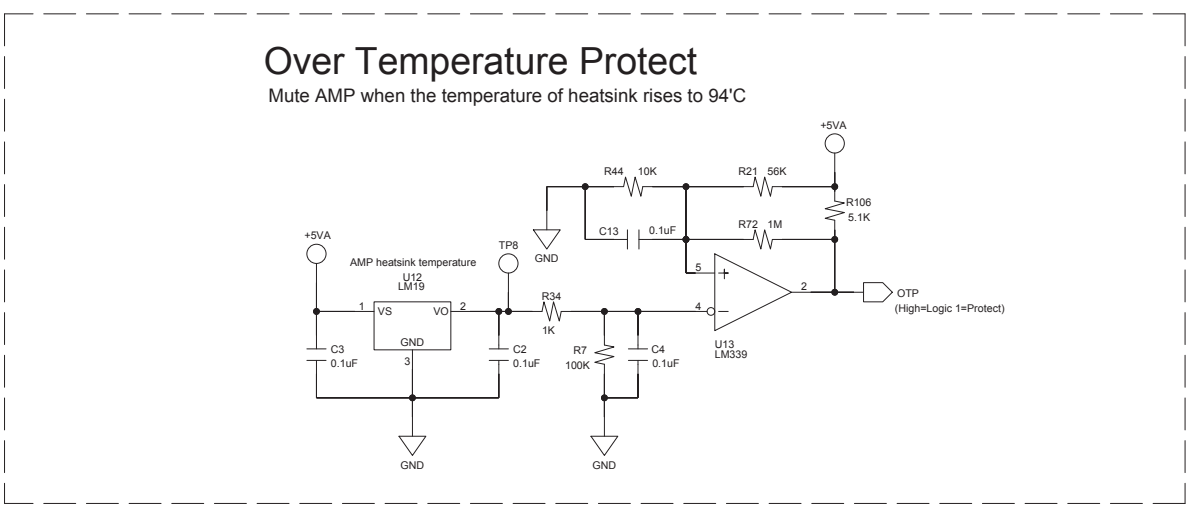 Over Temperature Protect
Mute AMP when the temperature of heatsink rises to 94'C
+5VA
R44 10K
R21 56K
R106
5.1K
C13 0.1uF
R72 1M
GND
+5VA
TP8
AMP heatsink temperature
U12
LM19
5
+
2
OTP
(High=Logic 1=Protect)
R34
1K
1
VS
VO
2
4
−
GND
3
C3
0.1uF
C2
0.1uF
R7
100K
C4
0.1uF
U13
LM339
GND
GND